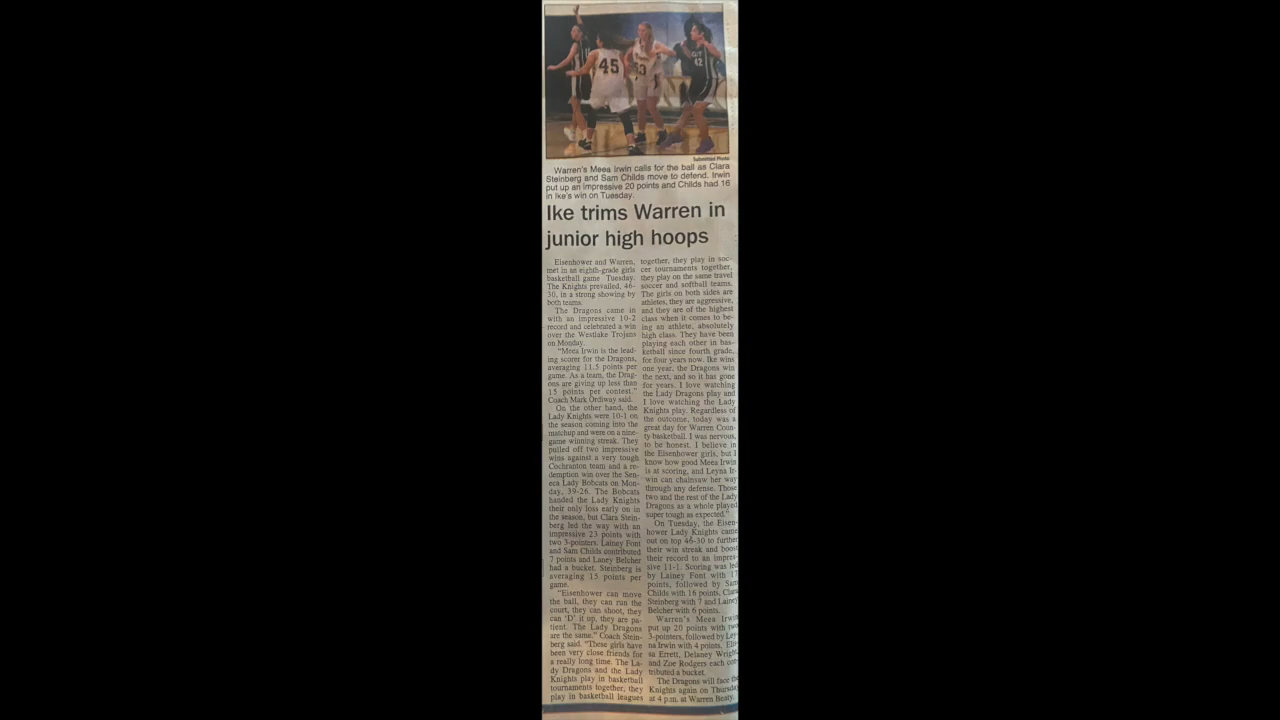 45
53
42
Submitted Photo
Warren's Meea Irwin calls for the ball as Clara
Steinberg and Sam Childs move to defend. Irwin
put up an impressive 20 points and Childs had 16
in Ike's win on Tuesday.
Ike trims Warren in
junior high hoops
Eisenhower and Warren,
met in an eighth-grade girls
basketball game Tuesday.
The Knights prevailed, 46-
30, in a strong showing by
both teams.
The Dragons came in
with an impressive 10-2
record and celebrated a win
over the Westlake Trojans
on Monday.
"Meea Irwin is the lead-
ing scorer for the Dragons,
averaging 11.5 points per
game. As a team, the Drag-
ons are giving up less than
15 points per contest,"
Coach Mark Ordiway said.
On the other hand, the
Lady Knights were 10-1 on
the season coming into the
matchup and were on a nine-
game winning streak. They
pulled off two impressive
wins against a very tough
Cochranton team and a re-
demption win over the Sen-
eca Lady Bobcats on Mon-
day, 39-26. The Bobcats
handed the Lady Knights
their only loss early on in
the season, but Clara Stein-
berg led the way with an
impressive 23 points with
two 3-pointers. Lainey Font
and Sam Childs contributed
7 points and Laney Belcher
had a bucket. Steinberg is
averaging 15 points per
game.
"Eisenhower can move
the ball, they can run the
court, they can shoot, they
can 'D' it up, they are pa-
tient. The Lady Dragons
are the same," Coach Stein-
berg said. "These girls have
been very close friends for
a really long time. The La-
dy Dragons and the Lady
Knights play in basketball
tournaments together, they
play in basketball leagues
together, they play in soc-
cer tournaments together,
they play on the same travel
soccer and softball teams.
The girls on both sides are
athletes, they are aggressive,
and they are of the highest
class when it comes to be-
ing an athlete, absolutely
high class. They have been
playing each other in bas-
ketball since fourth grade,
for four years now. Ike wins
one year, the Dragons win
the next, and so it has gone
for years. I love watching
the Lady Dragons play and
I love watching the Lady
Knights play. Regardless of
the outcome, today was a
great day for Warren Coun-
ty basketball. I was nervous,
to be honest. I believe in
the Eisenhower girls, but I
know how good Meea Irwin
is at scoring, and Leyna Ir-
win can chainsaw her way
through any defense. Those
two and the rest of the Lady
Dragons as a whole played
super tough as expected."
On Tuesday, the Eisen-
hower Lady Knights came
out on top 46-30 to further
their win streak and boost
their record to an impres-
sive 11-1. Scoring was led
by Lainey Font with
points, followed by Sam
Childs with 16 points, Clara
Steinberg with 7 and Lainey
Belcher with 6 points.
Warren's Meea Irwin
put up 20 points with two
3-pointers, followed by Ley-
na Irwin with 4 points. Eli-
sa Errett, Delaney Wright
and Zoe Rodgers each con-
tributed a bucket.
The Dragons will face the
Knights again on Thursday
at 4 p.m. at Warren Beaty.